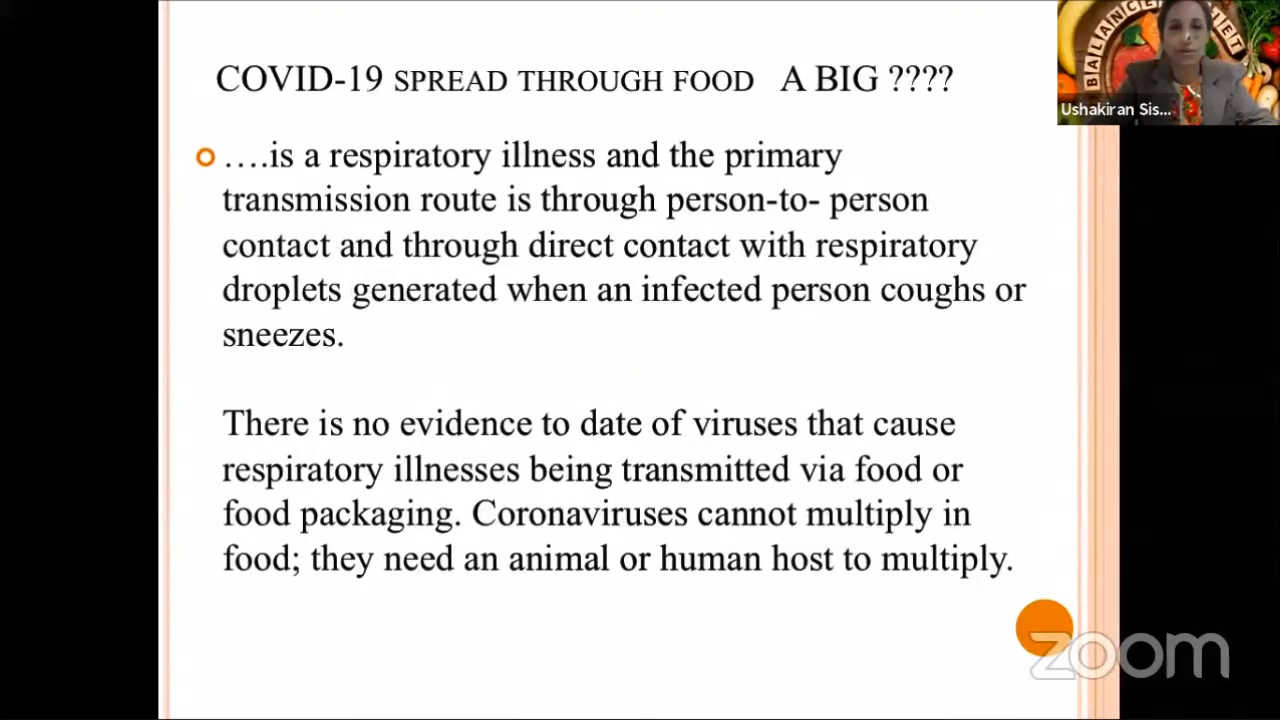 COVID-19 SPREAD THROUGH FOOD A BIG ????
….is a respiratory illness and the primary
transmission route is through person-to- person
contact and through direct contact with respiratory
droplets generated when an infected person coughs or
sneezes.
There is no evidence to date of viruses that cause
respiratory illnesses being transmitted via food or
food packaging. Coronaviruses cannot multiply in
food; they need an animal or human host to multiply.
BALANCE
ET
Ushakiran Sis...
zoom